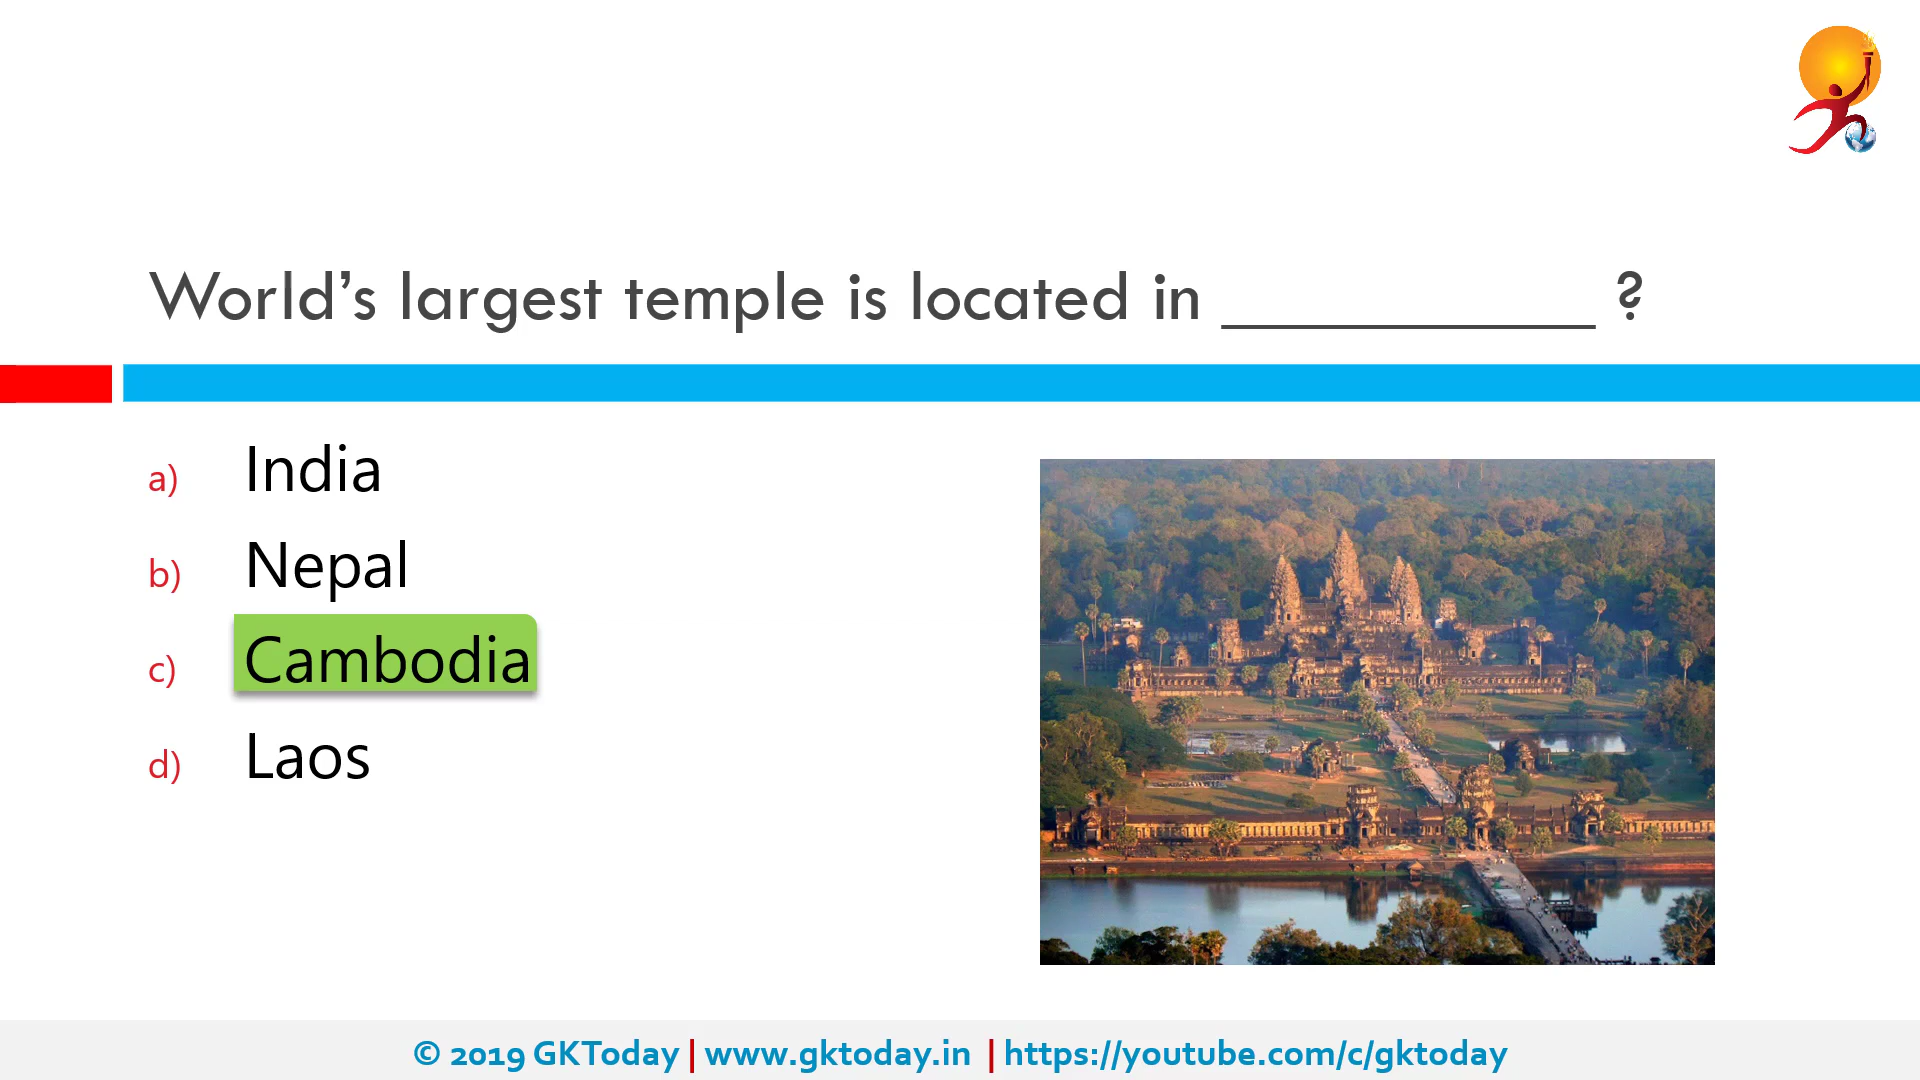 World’s largest temple is located in ___________ ?
a) India
b) Nepal
c) Cambodia
d) Laos
© 2019 GKToday | www.gktoday.in | https://youtube.com/c/gktoday